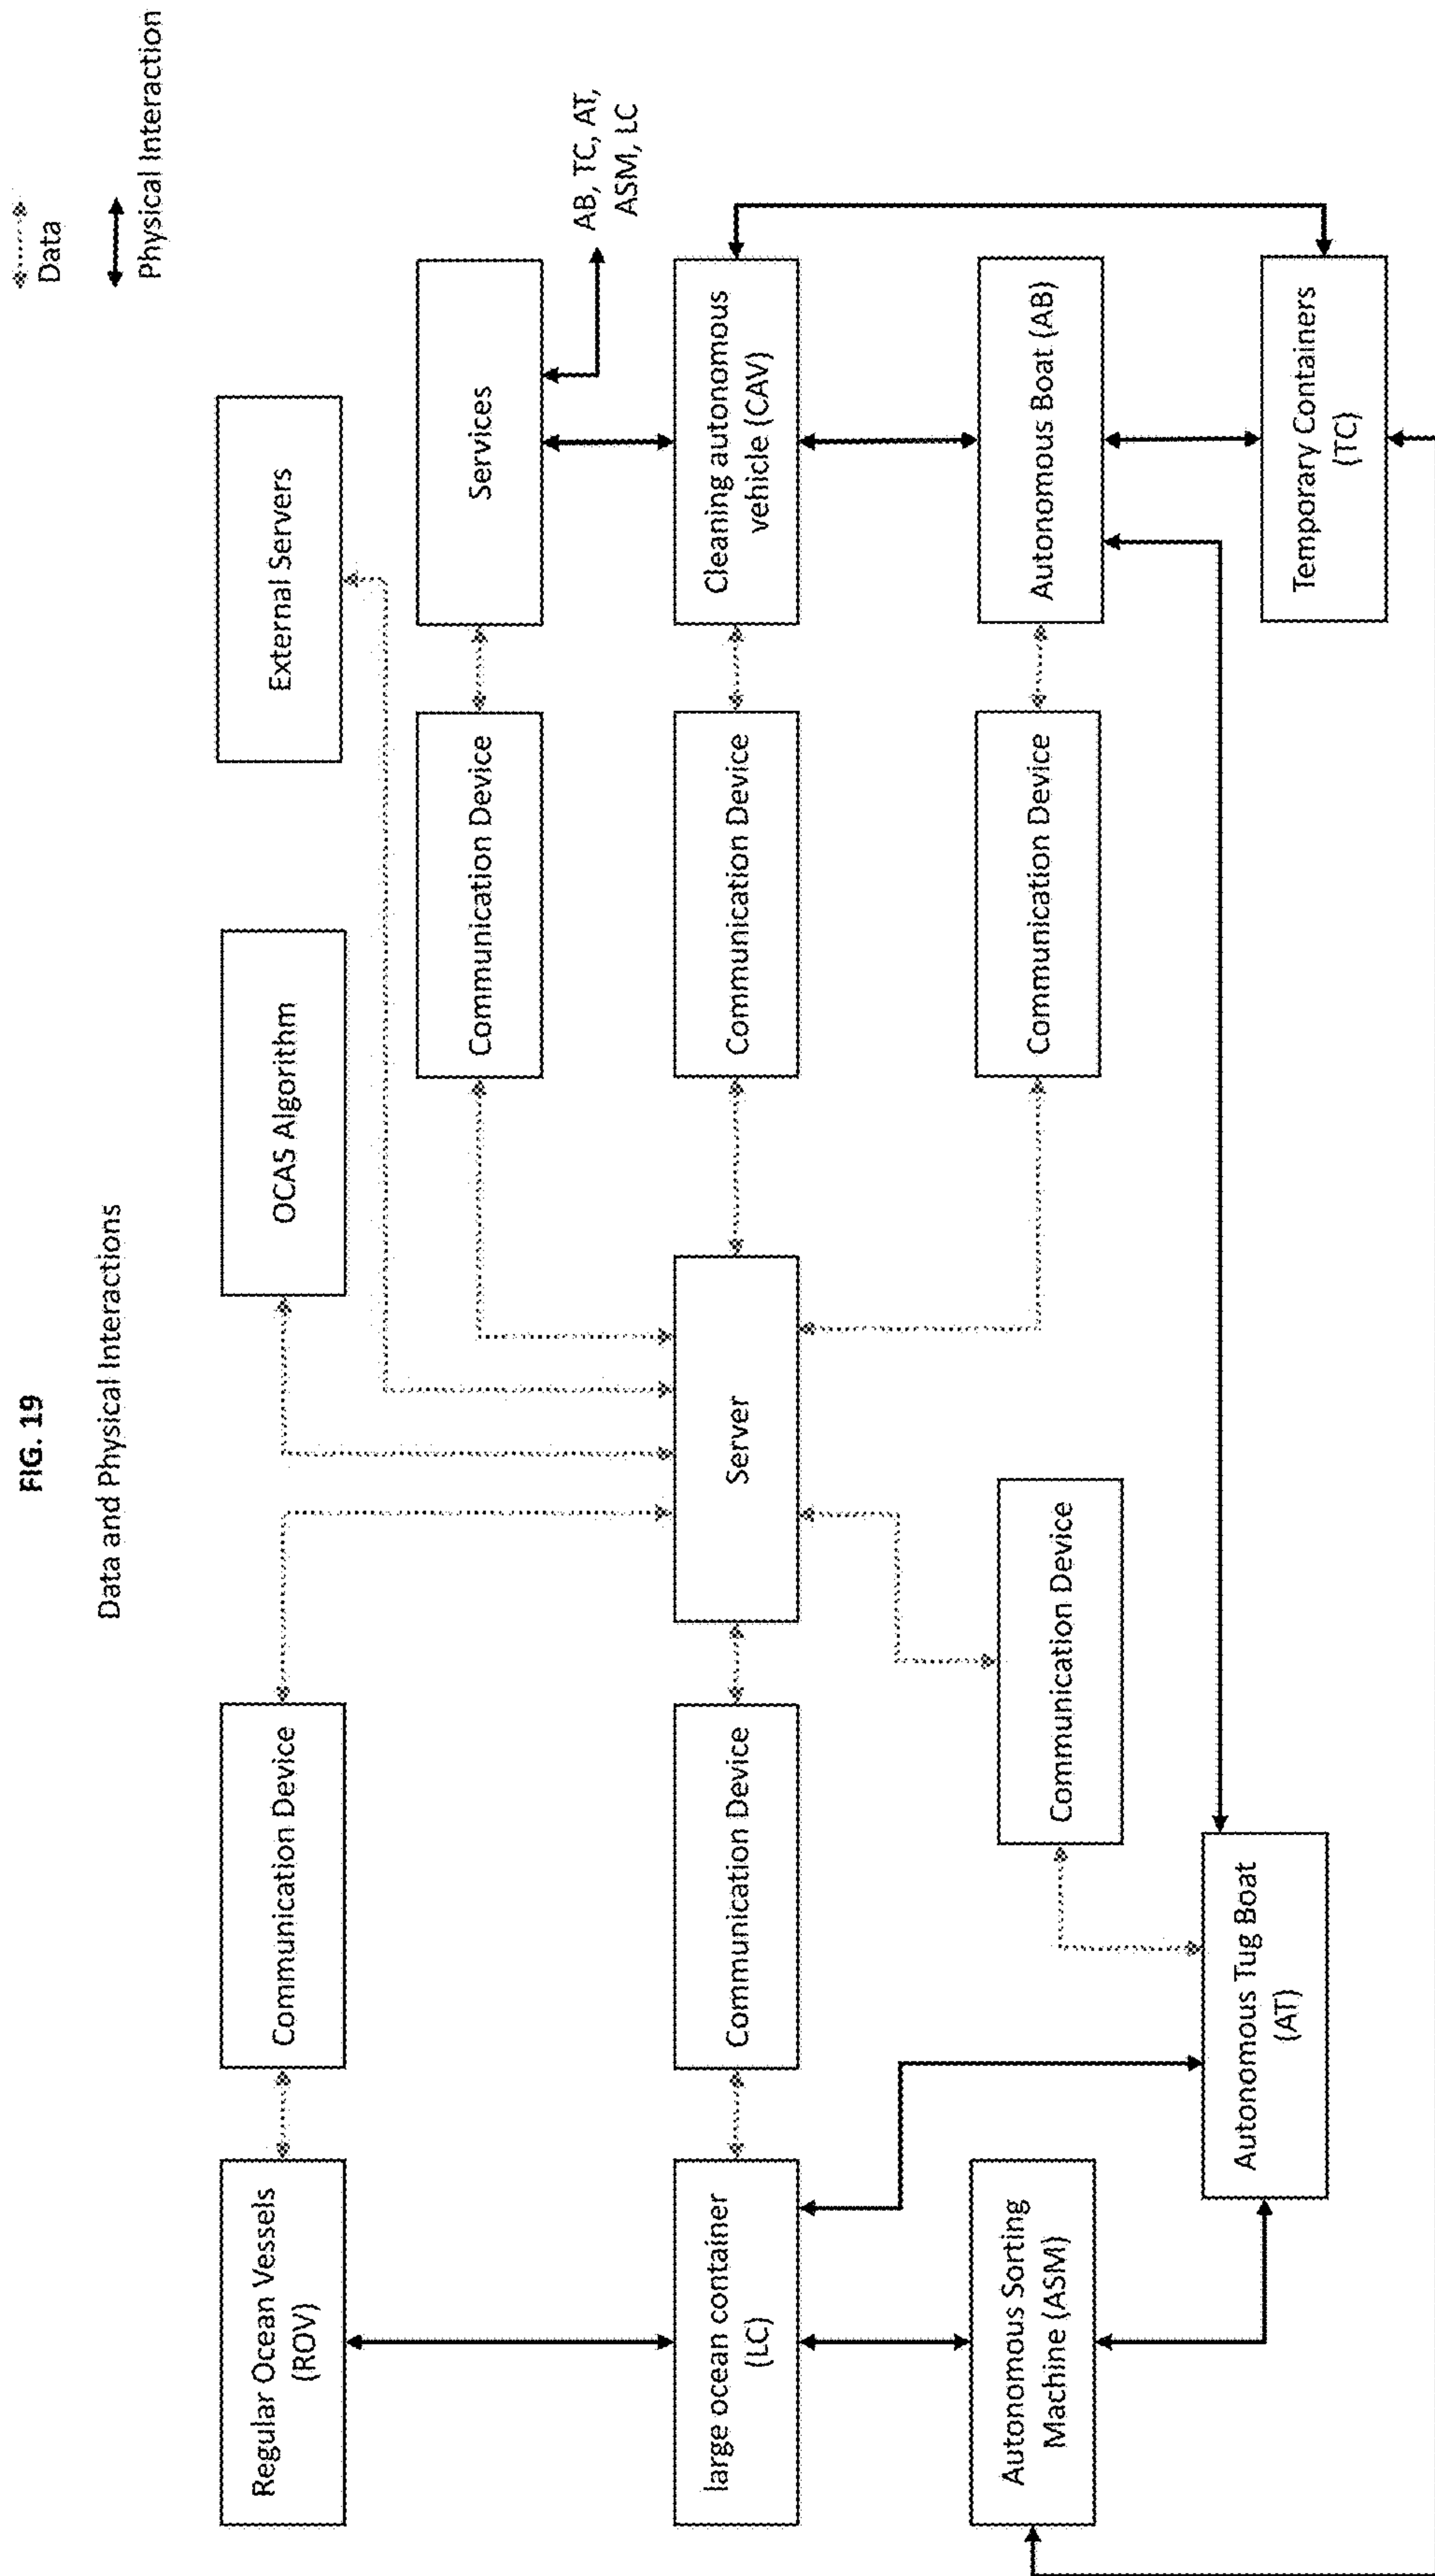 FIG. 19
Data and Physical Interactions
Data
Physical Interaction
Regular Ocean Vessels
(ROV)
Communication Device
OCAS Algorithm
External Servers
Communication Device
Services
AB, TC, AT,
ASM, LC
large ocean container
(LC)
Communication Device
Server
Communication Device
Cleaning autonomous
vehicle (CAV)
Autonomous Sorting
Machine (ASM)
Communication Device
Communication Device
Autonomous Boat (AB)
Autonomous Tug Boat
(AT)
Temporary Containers
(TC)